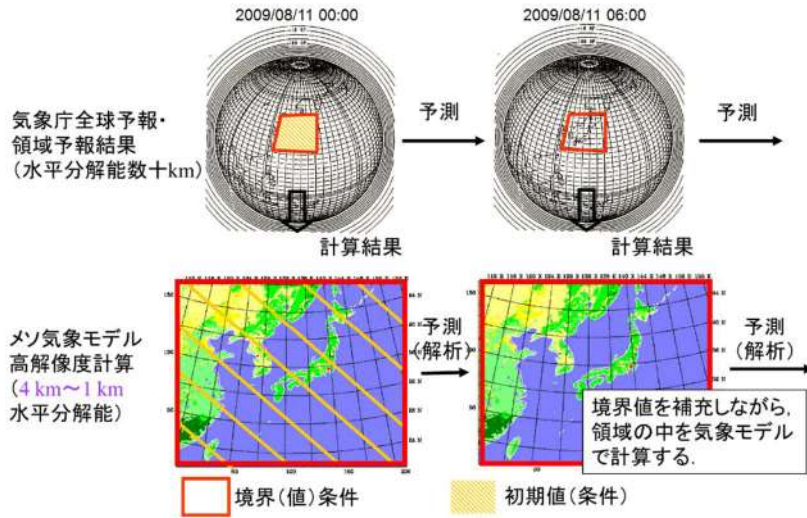 2009/08/11 00:00
2009/08/11 06:00
気象庁全球予報・
領域予報結果
(水平分解能数十km)
予測
予測
計算結果
計算結果
メソ気象モデル
高解像度計算
(4 km～1 km
水平分解能)
予測
(解析)
予測
(解析)
境界値を補充しながら,
領域の中を気象モデル
で計算する.
境界(値)条件
初期値(条件)